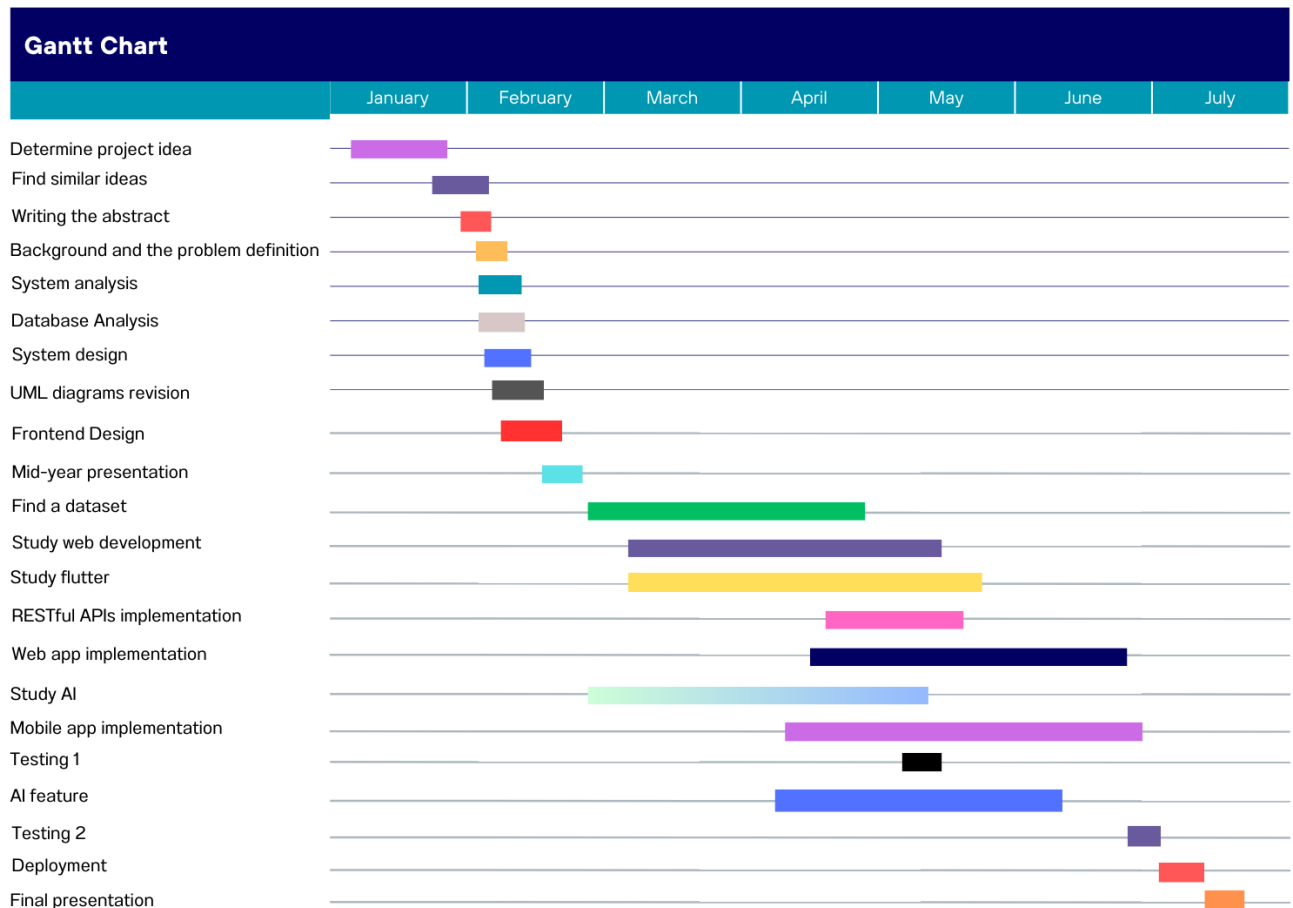 Gantt Chart
January February March April May June July
Determine project idea
Find similar ideas
Writing the abstract
Background and the problem definition
System analysis
Database Analysis
System design
UML diagrams revision
Frontend Design
Mid-year presentation
Find a dataset
Study web development
Study flutter
RESTful APIs implementation
Web app implementation
Study AI
Mobile app implementation
Testing 1
AI feature
Testing 2
Deployment
Final presentation